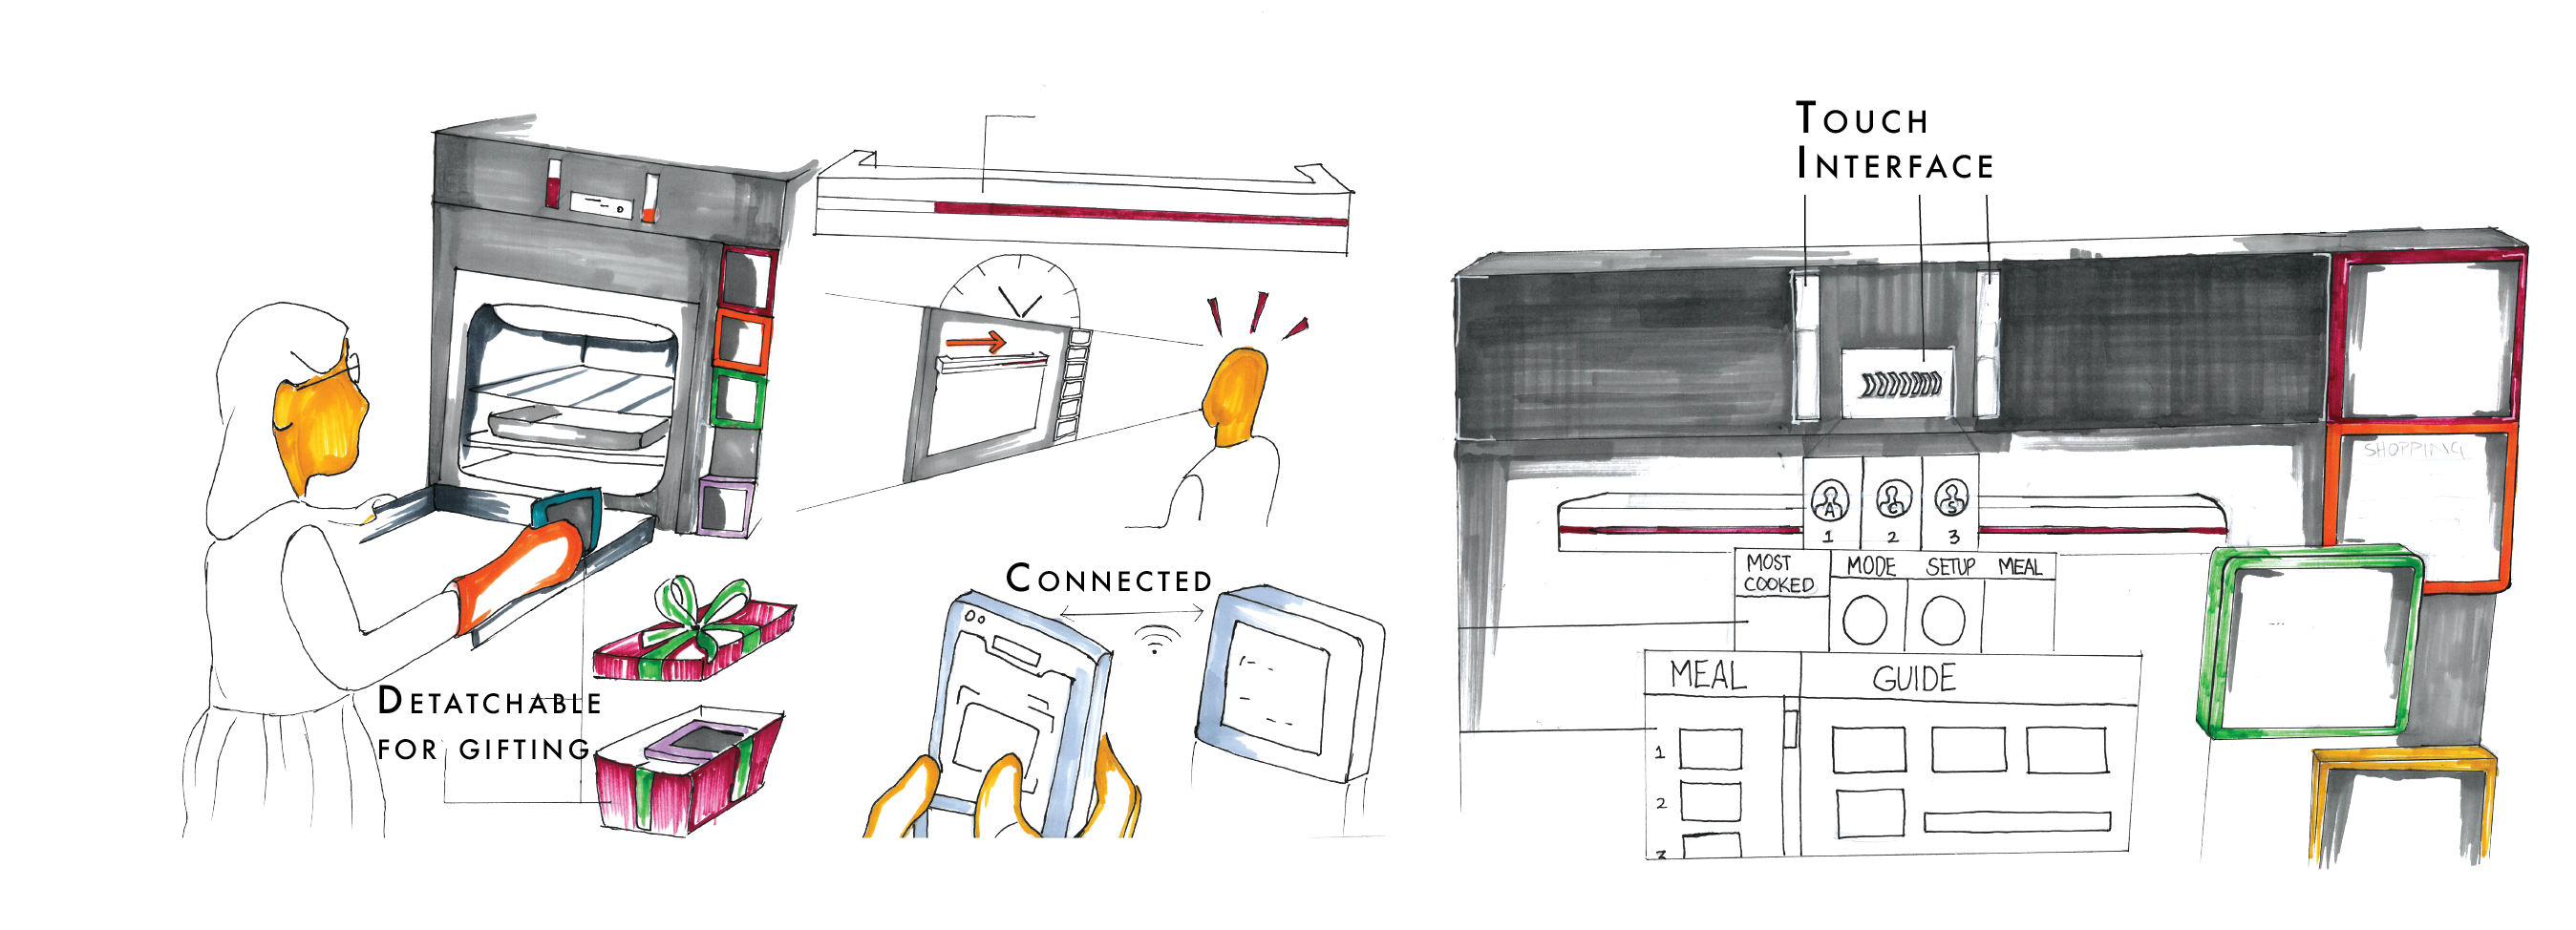 DETATCHABLE
FOR GIFTING
CONNECTED
TOUCH
INTERFACE
SHOPPING
A
C
S
1
2
3
MOST
COOKED
MODE
SETUP
MEAL
MEAL
GUIDE
1
2
3